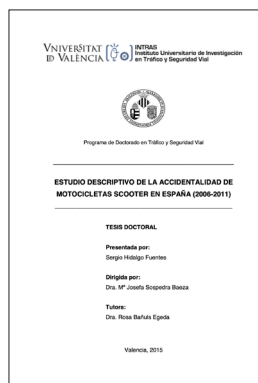 VNIVERSITAT
ID VALÈNCIA
INTRAS
Instituto Universitario de Investigación
en Tráfico y Seguridad Vial
Programa de Doctorado en Tráfico y Seguridad Vial
ESTUDIO DESCRIPTIVO DE LA ACCIDENTALIDAD DE
MOTOCICLETAS SCOOTER EN ESPAÑA (2006-2011)
TESIS DOCTORAL
Presentada por:
Sergio Hidalgo Fuentes
Dirigida por:
Dra. Mª Josefa Sospedra Baeza
Tutora:
Dra. Rosa Bañuls Egeda
Valencia, 2015